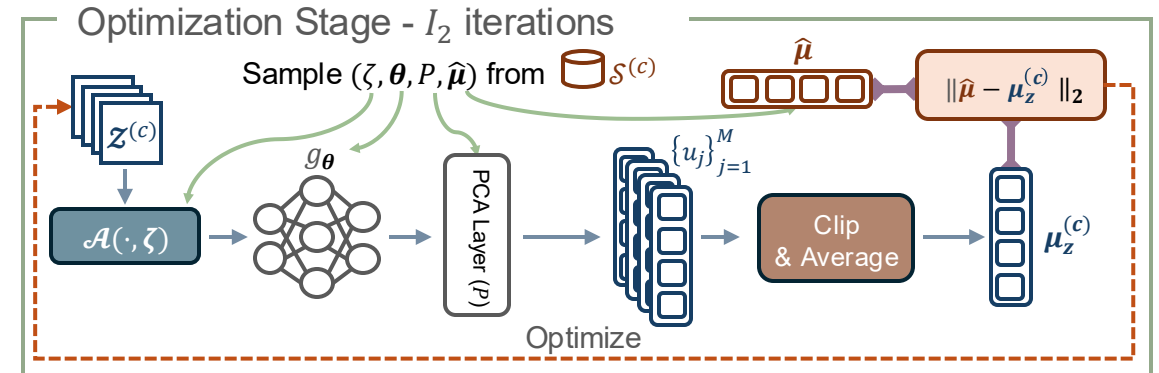 Optimization Stage - I₂ iterations
Sample (ζ, θ, P, μ̂) from 𝒮⁽ᶜ⁾
μ̂
‖μ̂ − μ_z^(c)‖₂
𝒵⁽ᶜ⁾
g_θ
{u_j}_{j=1}^M
PCA Layer (P)
𝒜(·, ζ)
Clip
& Average
μ_z^(c)
Optimize